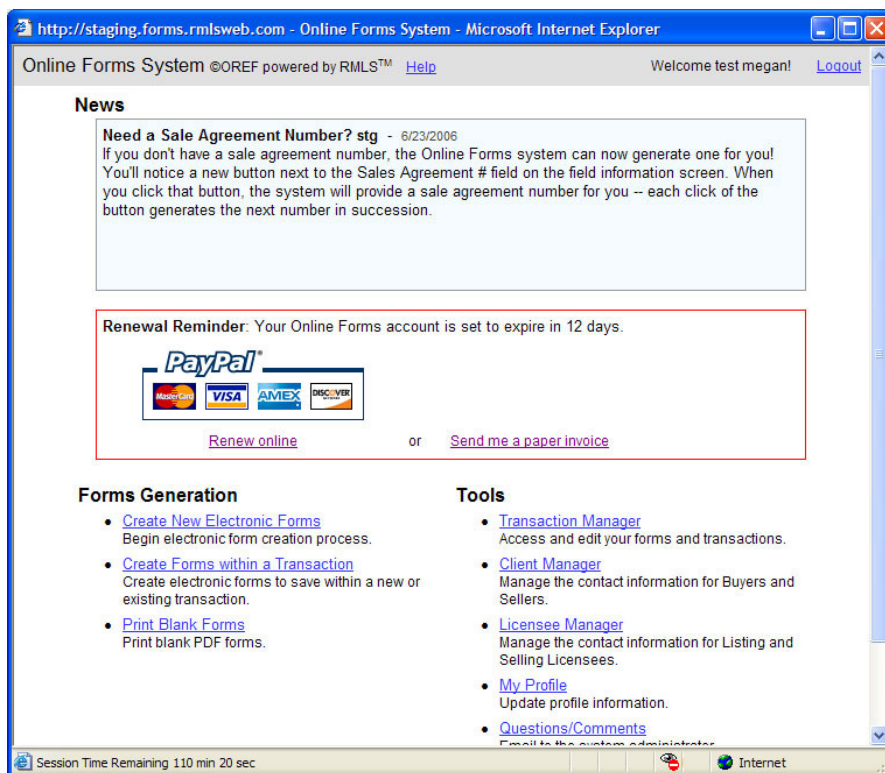 http://staging.forms.rmlsweb.com - Online Forms System - Microsoft Internet Explorer
Online Forms System ©OREF powered by RMLS™ Help Welcome test megan! Logout
News
Need a Sale Agreement Number? stg - 6/23/2006
If you don't have a sale agreement number, the Online Forms system can now generate one for you!
You'll notice a new button next to the Sales Agreement # field on the field information screen. When
you click that button, the system will provide a sale agreement number for you -- each click of the
button generates the next number in succession.
Renewal Reminder: Your Online Forms account is set to expire in 12 days.
PayPal
MasterCard VISA AMEX DISCOVER
Renew online or Send me a paper invoice
Forms Generation
Create New Electronic Forms
Begin electronic form creation process.
Create Forms within a Transaction
Create electronic forms to save within a new or
existing transaction.
Print Blank Forms
Print blank PDF forms.
Tools
Transaction Manager
Access and edit your forms and transactions.
Client Manager
Manage the contact information for Buyers and
Sellers.
Licensee Manager
Manage the contact information for Listing and
Selling Licensees.
My Profile
Update profile information.
Questions/Comments
Email to the system administrator
Session Time Remaining 110 min 20 sec Internet